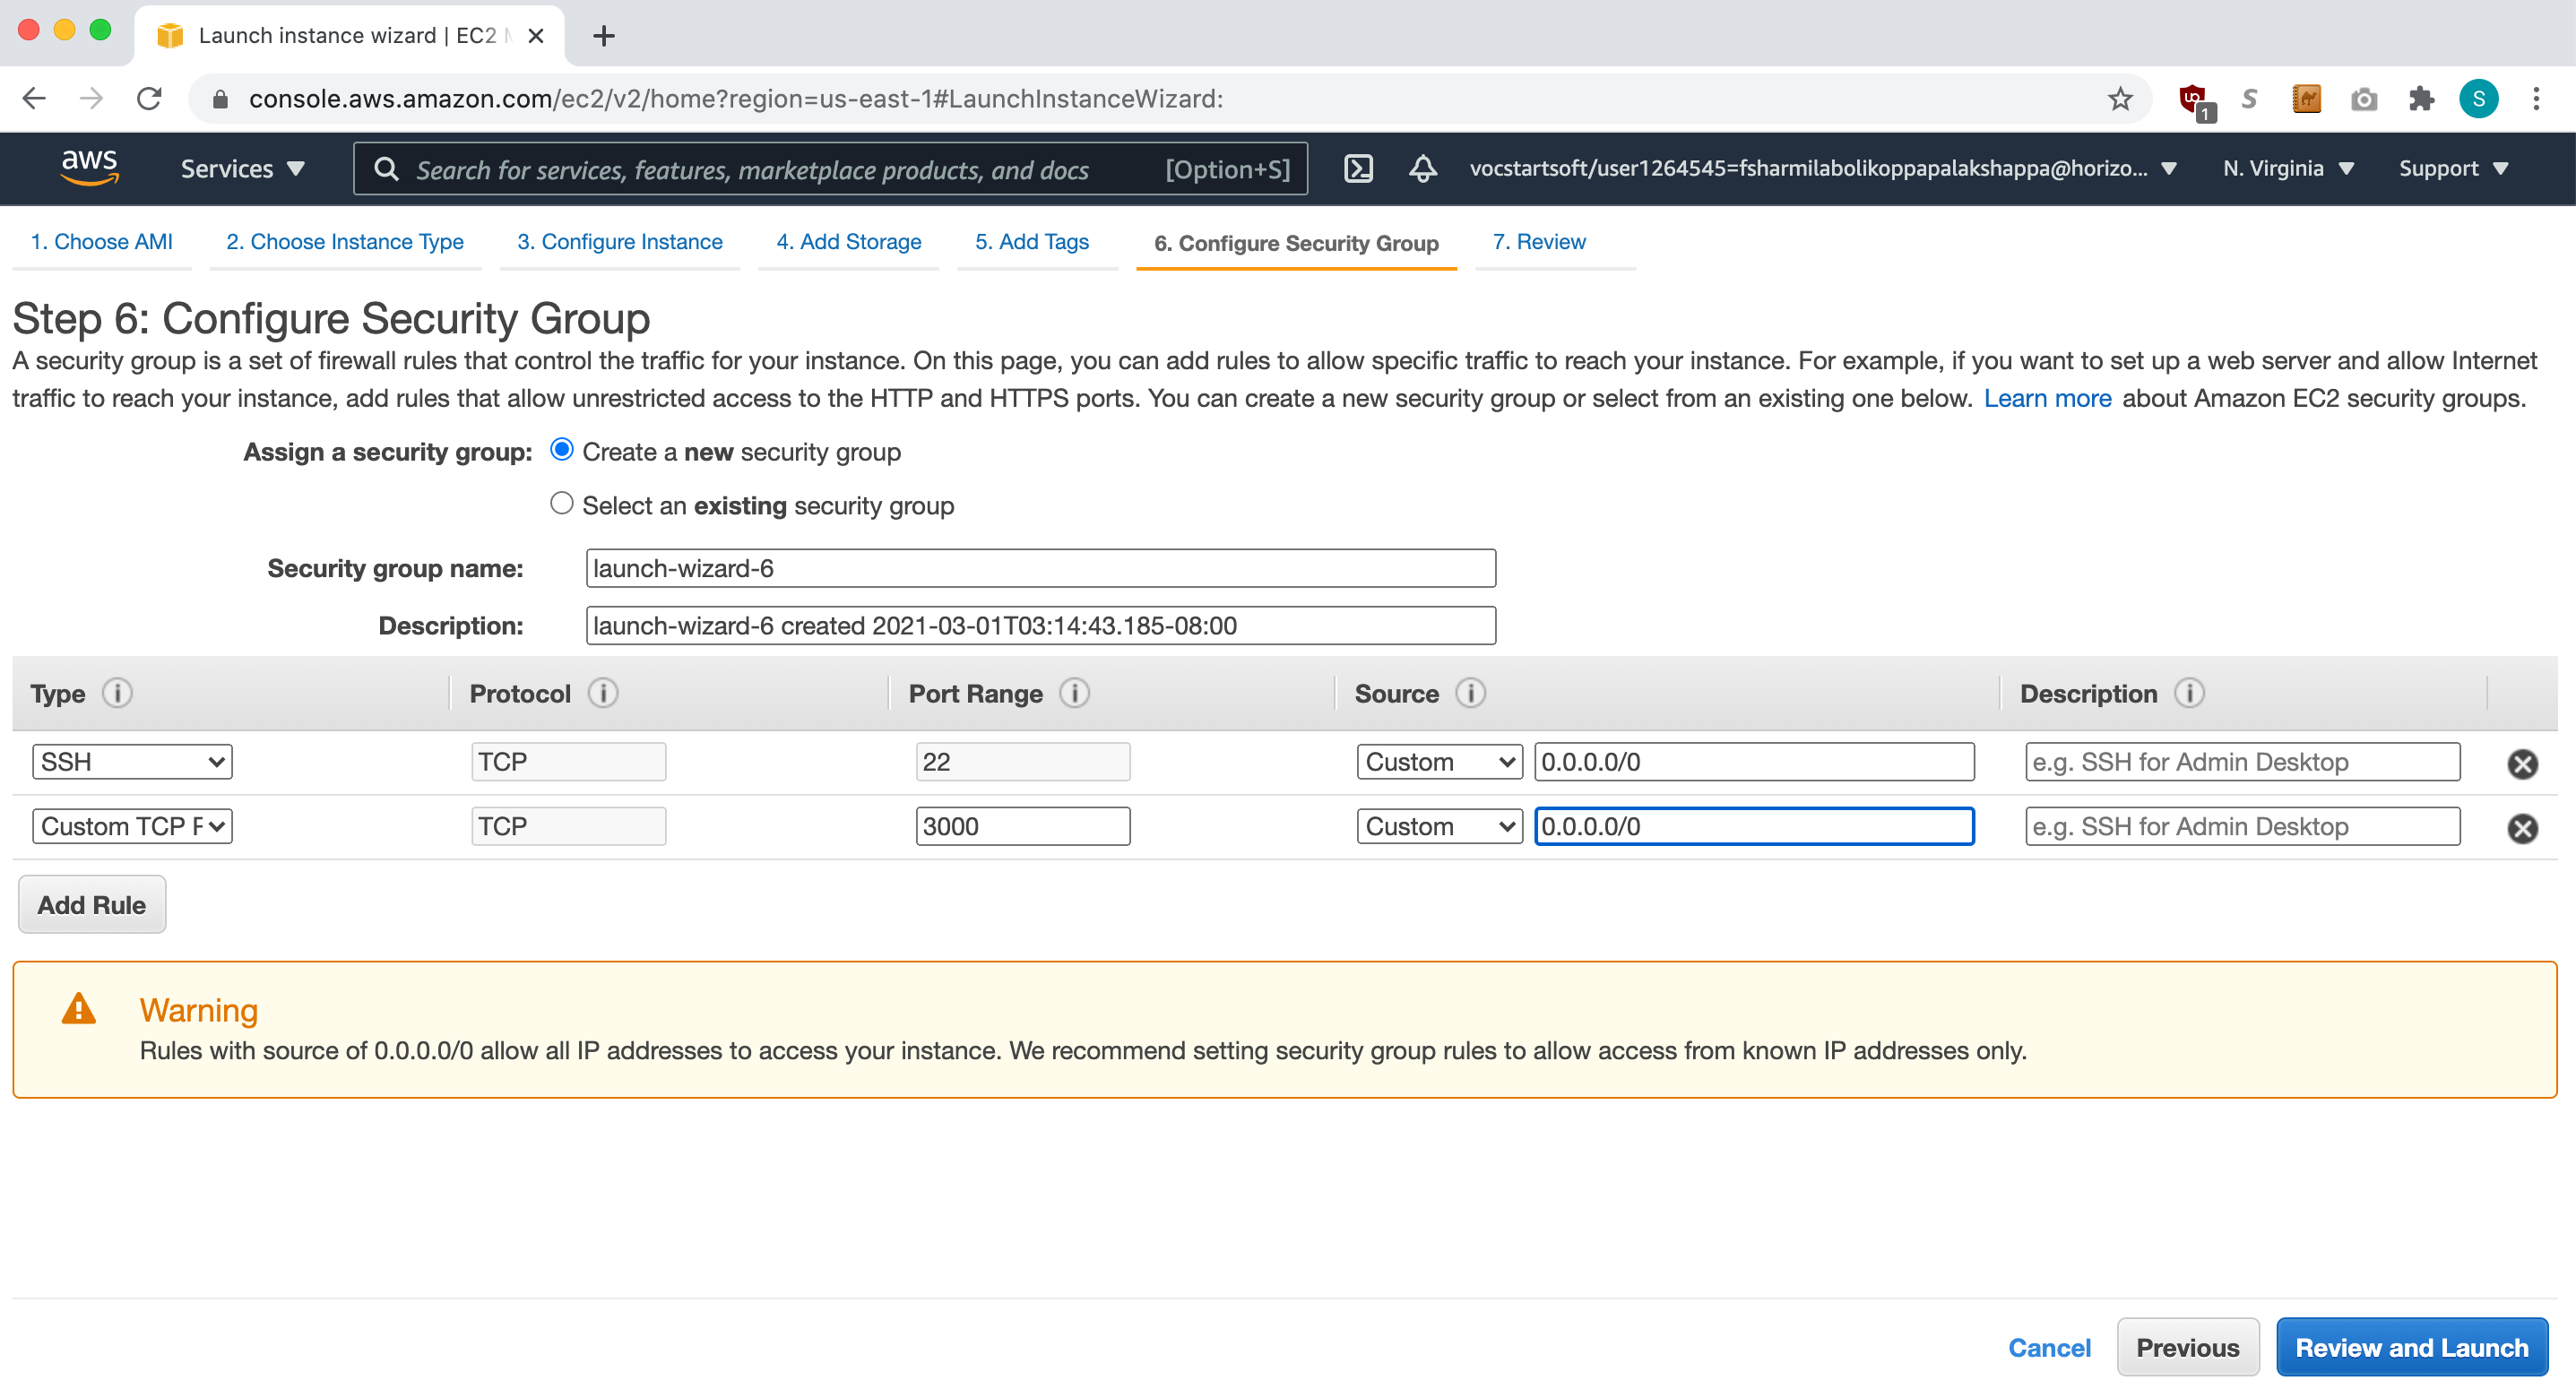 Launch instance wizard | EC2 M
console.aws.amazon.com/ec2/v2/home?region=us-east-1#LaunchInstanceWizard:
1
S
S
aws
Services
Search for services, features, marketplace products, and docs
[Option+S]
vocstartsoft/user1264545=fsharmilabolikoppapalakshappa@horizo...
N. Virginia
Support
1. Choose AMI
2. Choose Instance Type
3. Configure Instance
4. Add Storage
5. Add Tags
6. Configure Security Group
7. Review
Step 6: Configure Security Group
A security group is a set of firewall rules that control the traffic for your instance. On this page, you can add rules to allow specific traffic to reach your instance. For example, if you want to set up a web server and allow Internet
traffic to reach your instance, add rules that allow unrestricted access to the HTTP and HTTPS ports. You can create a new security group or select from an existing one below. Learn more about Amazon EC2 security groups.
Assign a security group: Create a new security group
Select an existing security group
Security group name: launch-wizard-6
Description: launch-wizard-6 created 2021-03-01T03:14:43.185-08:00
Type Protocol Port Range Source Description
SSH TCP 22 Custom 0.0.0.0/0 e.g. SSH for Admin Desktop
Custom TCP F TCP 3000 Custom 0.0.0.0/0 e.g. SSH for Admin Desktop
Add Rule
Warning
Rules with source of 0.0.0.0/0 allow all IP addresses to access your instance. We recommend setting security group rules to allow access from known IP addresses only.
Cancel
Previous
Review and Launch